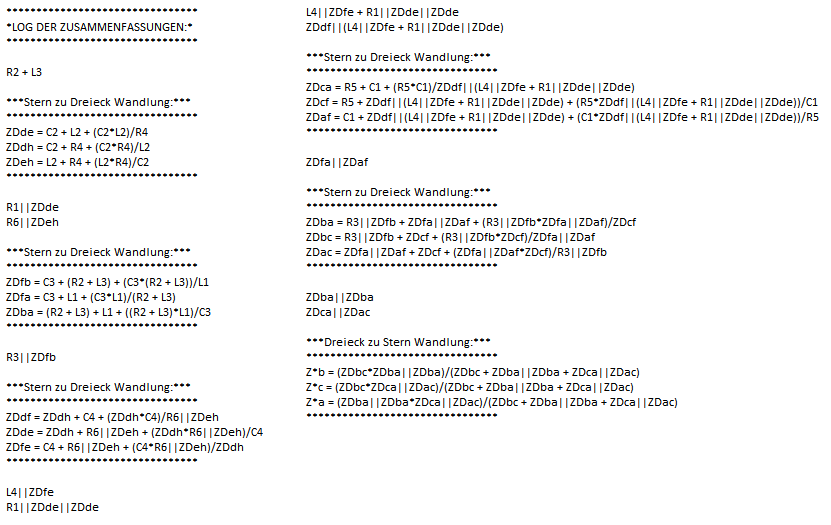 **********************************
*LOG DER ZUSAMMENFASSUNGEN:*
**********************************
R2 + L3
***Stern zu Dreieck Wandlung:***
**********************************
ZDde = C2 + L2 + (C2*L2)/R4
ZDdh = C2 + R4 + (C2*R4)/L2
ZDeh = L2 + R4 + (L2*R4)/C2
**********************************
R1||ZDde
R6||ZDeh
***Stern zu Dreieck Wandlung:***
**********************************
ZDfb = C3 + (R2 + L3) + (C3*(R2 + L3))/L1
ZDfa = C3 + L1 + (C3*L1)/(R2 + L3)
ZDba = (R2 + L3) + L1 + ((R2 + L3)*L1)/C3
**********************************
R3||ZDfb
***Stern zu Dreieck Wandlung:***
**********************************
ZDdf = ZDdh + C4 + (ZDdh*C4)/R6||ZDeh
ZDde = ZDdh + R6||ZDeh + (ZDdh*R6||ZDeh)/C4
ZDfe = C4 + R6||ZDeh + (C4*R6||ZDeh)/ZDdh
**********************************
L4||ZDfe
R1||ZDde||ZDde
L4||ZDfe + R1||ZDde||ZDde
ZDdf||(L4||ZDfe + R1||ZDde||ZDde)
***Stern zu Dreieck Wandlung:***
**********************************
ZDca = R5 + C1 + (R5*C1)/ZDdf||(L4||ZDfe + R1||ZDde||ZDde)
ZDcf = R5 + ZDdf||(L4||ZDfe + R1||ZDde||ZDde) + (R5*ZDdf||(L4||ZDfe + R1||ZDde||ZDde))/C1
ZDaf = C1 + ZDdf||(L4||ZDfe + R1||ZDde||ZDde) + (C1*ZDdf||(L4||ZDfe + R1||ZDde||ZDde))/R5
**********************************
ZDfa||ZDaf
***Stern zu Dreieck Wandlung:***
**********************************
ZDba = R3||ZDfb + ZDfa||ZDaf + (R3||ZDfb*ZDfa||ZDaf)/ZDcf
ZDbc = R3||ZDfb + ZDcf + (R3||ZDfb*ZDcf)/ZDfa||ZDaf
ZDac = ZDfa||ZDaf + ZDcf + (ZDfa||ZDaf*ZDcf)/R3||ZDfb
**********************************
ZDba||ZDba
ZDca||ZDac
***Dreieck zu Stern Wandlung:***
**********************************
Z*b = (ZDbc*ZDba||ZDba)/(ZDbc + ZDba||ZDba + ZDca||ZDac)
Z*c = (ZDbc*ZDca||ZDac)/(ZDbc + ZDba||ZDba + ZDca||ZDac)
Z*a = (ZDba||ZDba*ZDca||ZDac)/(ZDbc + ZDba||ZDba + ZDca||ZDac)
**********************************